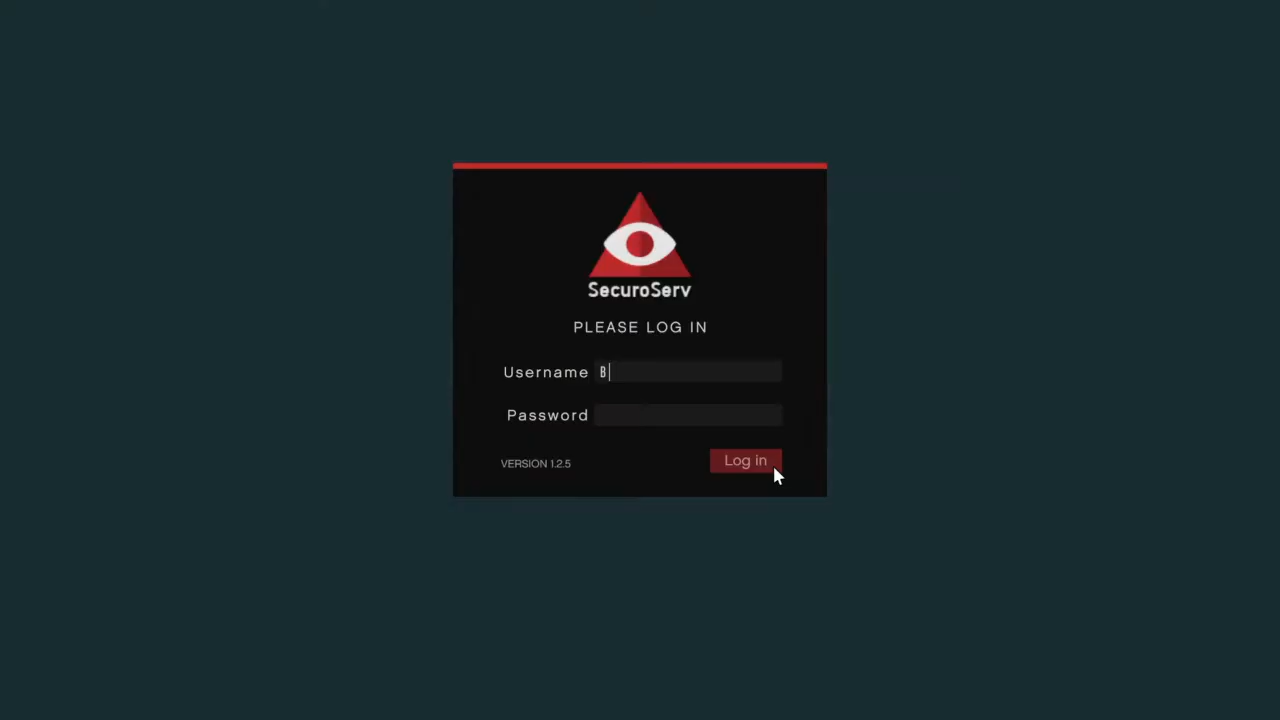 SecuroServ
PLEASE LOG IN
Username B
Password
VERSION 1.2.5 Log in